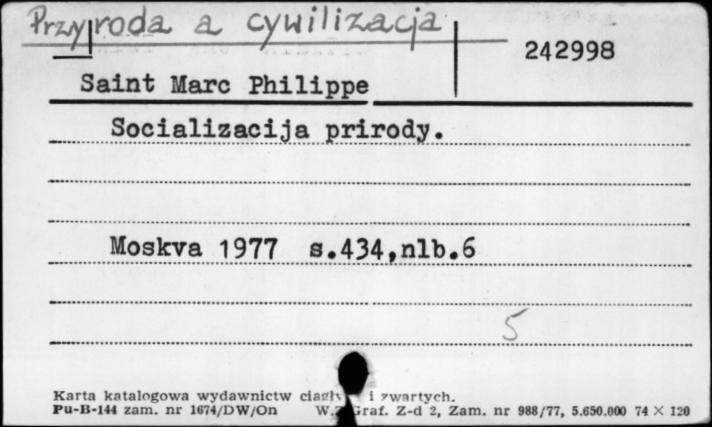 Przyroda a cywilizacja
242998
Saint Marc Philippe
Socializacija prirody.
Moskva 1977 s.434,nlb.6
5
Karta katalogowa wydawnictw i zwartych.
Pu-B-144 zam. nr 1674/DW/On Graf. Z-d 2, Zam. nr 988/77, 5.650.000 74 × 120